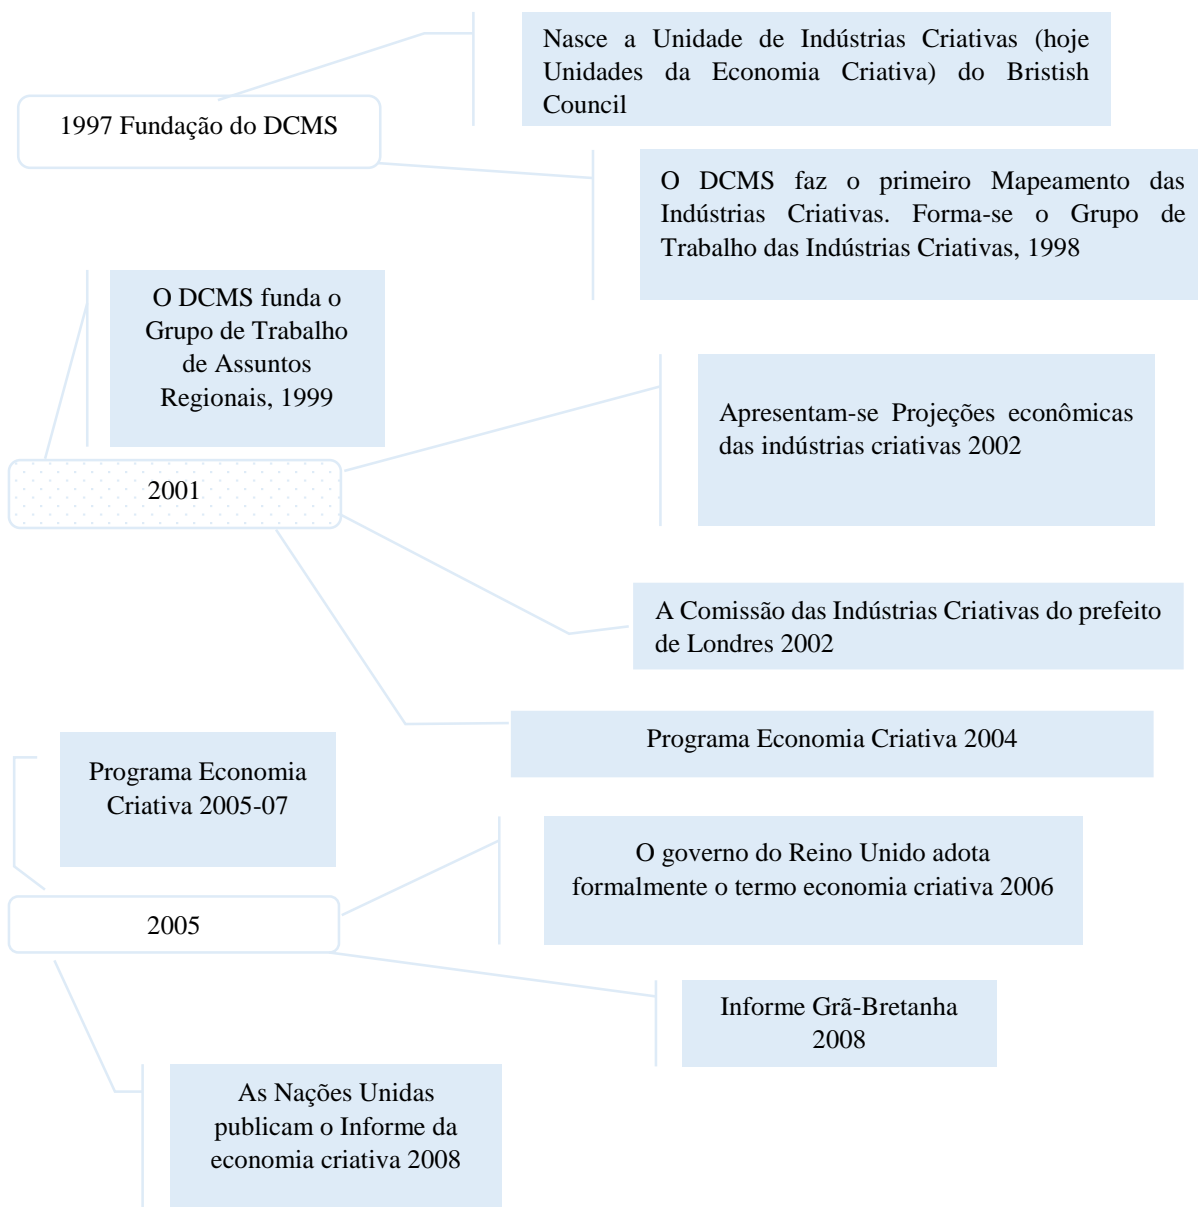 Nasce a Unidade de Indústrias Criativas (hoje
Unidades da Economia Criativa) do Bristish
Council
1997 Fundação do DCMS
O DCMS faz o primeiro Mapeamento das
Indústrias Criativas. Forma-se o Grupo de
Trabalho das Indústrias Criativas, 1998
O DCMS funda o
Grupo de Trabalho
de Assuntos
Regionais, 1999
Apresentam-se Projeções econômicas
das indústrias criativas 2002
2001
A Comissão das Indústrias Criativas do prefeito
de Londres 2002
Programa Economia Criativa 2004
Programa Economia
Criativa 2005-07
O governo do Reino Unido adota
formalmente o termo economia criativa 2006
2005
Informe Grã-Bretanha
2008
As Nações Unidas
publicam o Informe da
economia criativa 2008